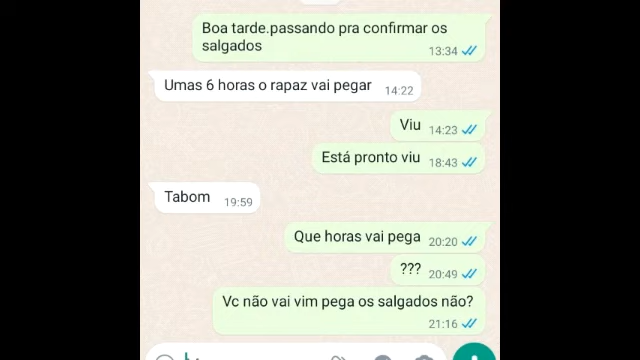 Boa tarde.passando pra confirmar os
salgados
13:34
Umas 6 horas o rapaz vai pegar 14:22
Viu 14:23
Está pronto viu 18:43
Tabom 19:59
Que horas vai pega 20:20
??? 20:49
Vc não vai vim pega os salgados não?
21:16